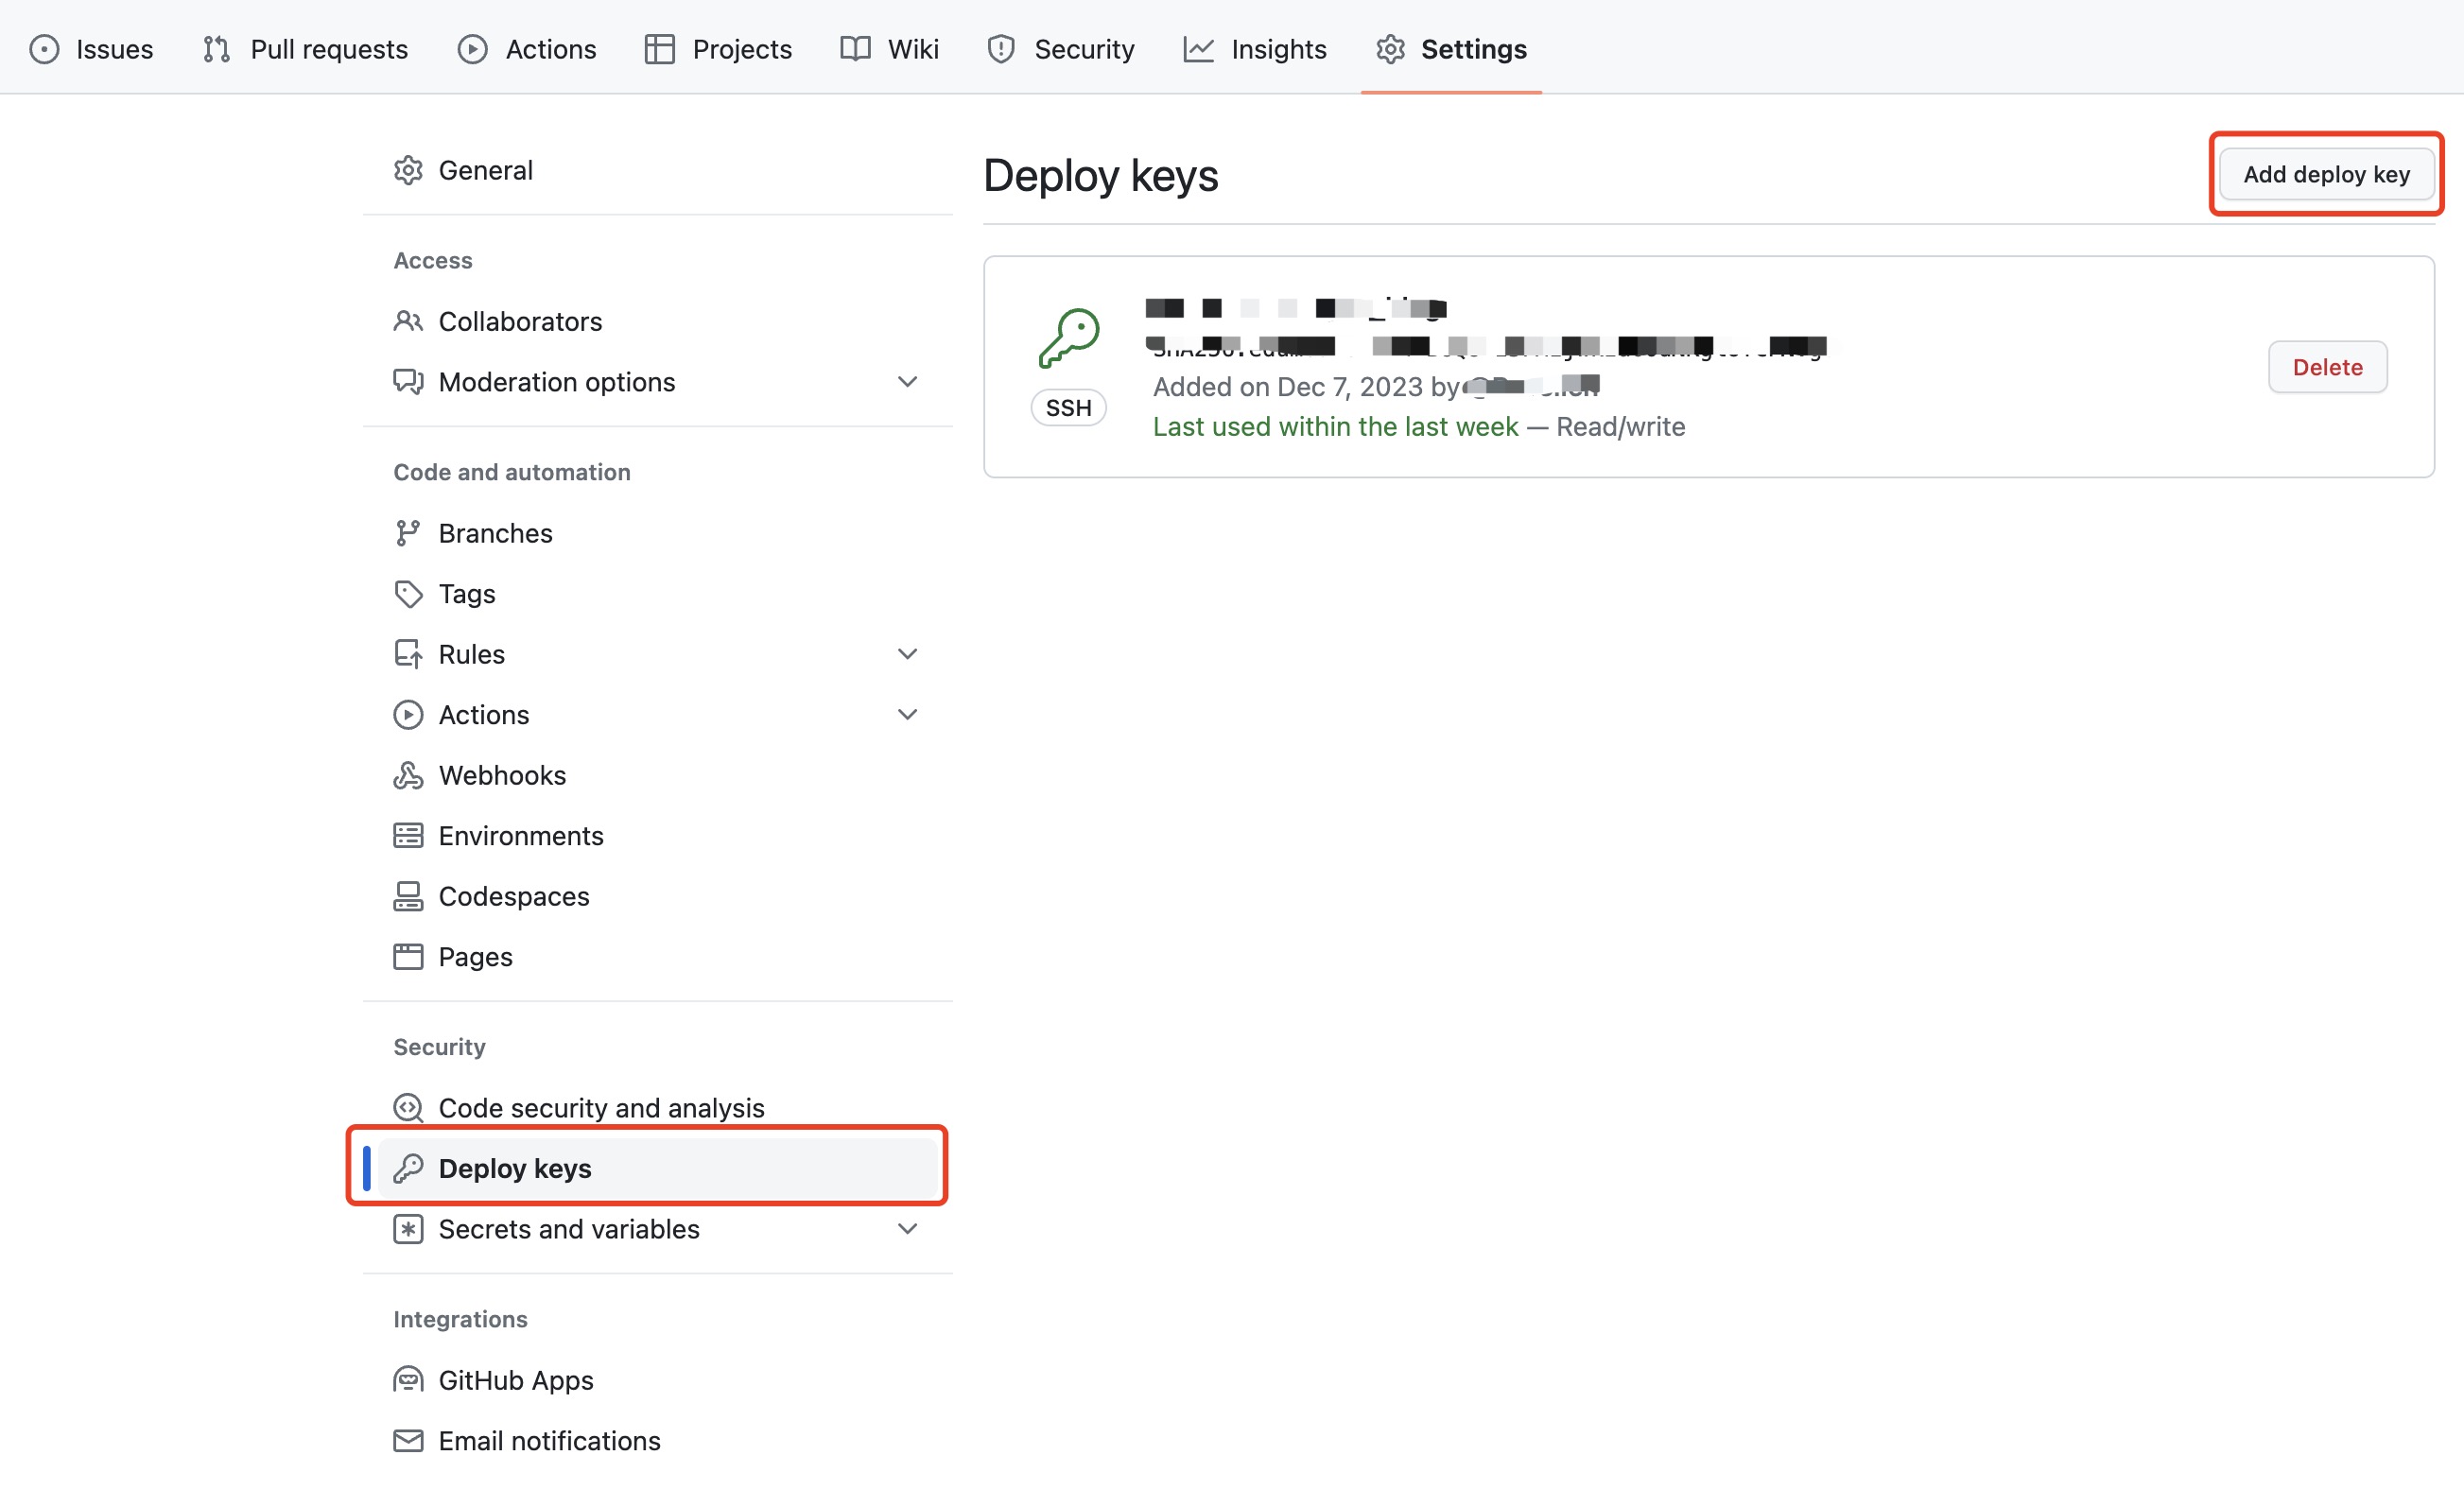 Issues Pull requests Actions Projects Wiki Security Insights Settings
General
Access
Collaborators
Moderation options
Code and automation
Branches
Tags
Rules
Actions
Webhooks
Environments
Codespaces
Pages
Security
Code security and analysis
Deploy keys
Secrets and variables
Integrations
GitHub Apps
Email notifications
Deploy keys
Add deploy key
SSH
Added on Dec 7, 2023 by
Last used within the last week — Read/write
Delete